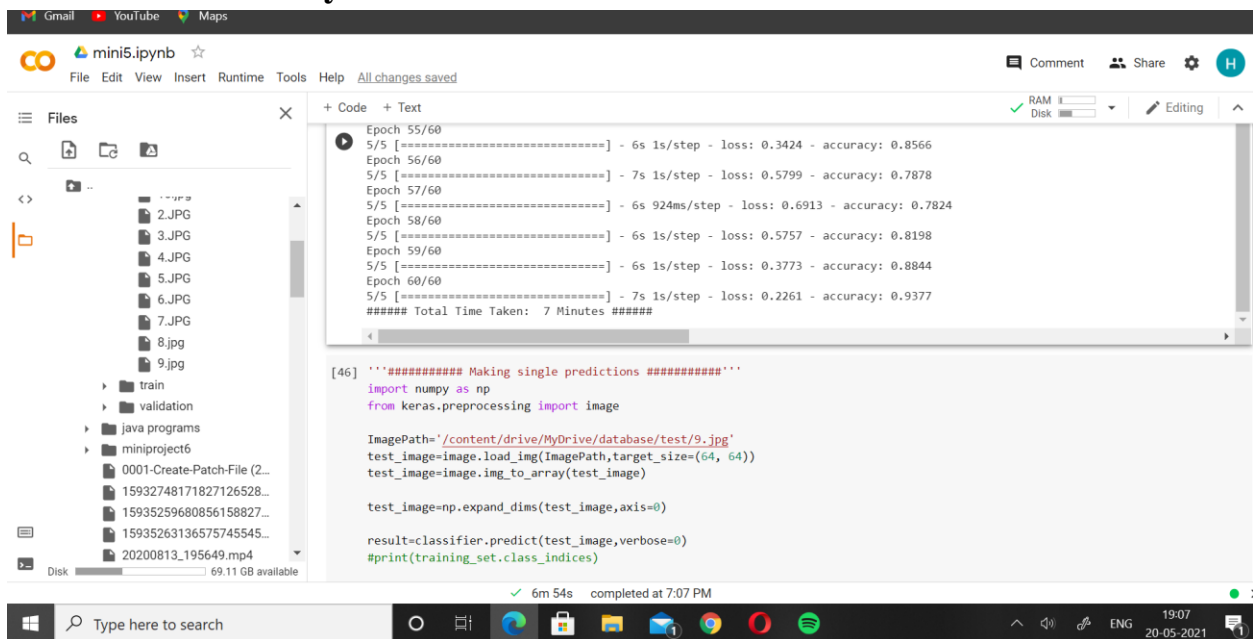 Gmail YouTube Maps
mini5.ipynb
File Edit View Insert Runtime Tools Help All changes saved
Comment Share H
Files
+ Code + Text
RAM
Disk
Editing
..
2.JPG
3.JPG
4.JPG
5.JPG
6.JPG
7.JPG
8.jpg
9.jpg
train
validation
java programs
miniproject6
0001-Create-Patch-File (2...
15932748171827126528...
15935259680856158827...
15935263136575745545...
20200813_195649.mp4
Disk 69.11 GB available
Epoch 55/60
5/5 [==============================] - 6s 1s/step - loss: 0.3424 - accuracy: 0.8566
Epoch 56/60
5/5 [==============================] - 7s 1s/step - loss: 0.5799 - accuracy: 0.7878
Epoch 57/60
5/5 [==============================] - 6s 924ms/step - loss: 0.6913 - accuracy: 0.7824
Epoch 58/60
5/5 [==============================] - 6s 1s/step - loss: 0.5757 - accuracy: 0.8198
Epoch 59/60
5/5 [==============================] - 6s 1s/step - loss: 0.3773 - accuracy: 0.8844
Epoch 60/60
5/5 [==============================] - 7s 1s/step - loss: 0.2261 - accuracy: 0.9377
###### Total Time Taken: 7 Minutes ######
[46] '''########### Making single predictions ###########'''
import numpy as np
from keras.preprocessing import image
ImagePath='/content/drive/MyDrive/database/test/9.jpg'
test_image=image.load_img(ImagePath,target_size=(64, 64))
test_image=image.img_to_array(test_image)
test_image=np.expand_dims(test_image,axis=0)
result=classifier.predict(test_image,verbose=0)
#print(training_set.class_indices)
6m 54s completed at 7:07 PM
Type here to search
1
ENG
19:07
20-05-2021
1